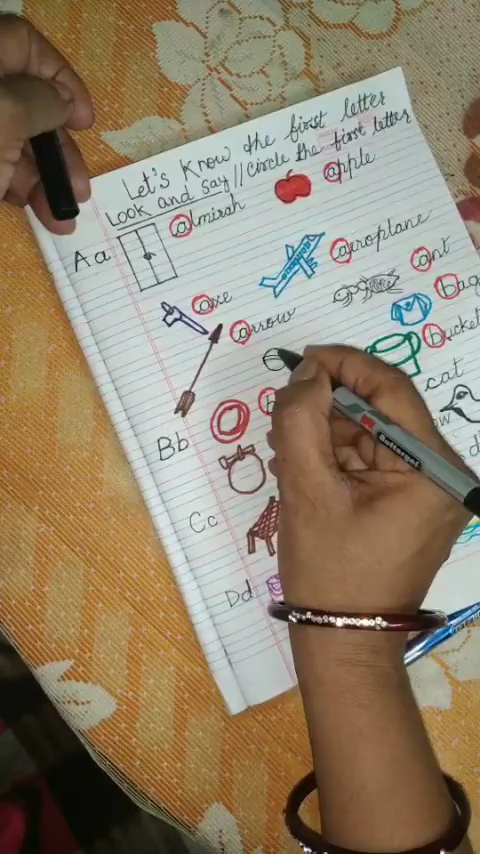 Let's Know the first letter
Look and Say // Circle the first letter
Aa almirah apple
axe aeroplane
arrow ant
Bb bag
bucket
Cc cat
Dd